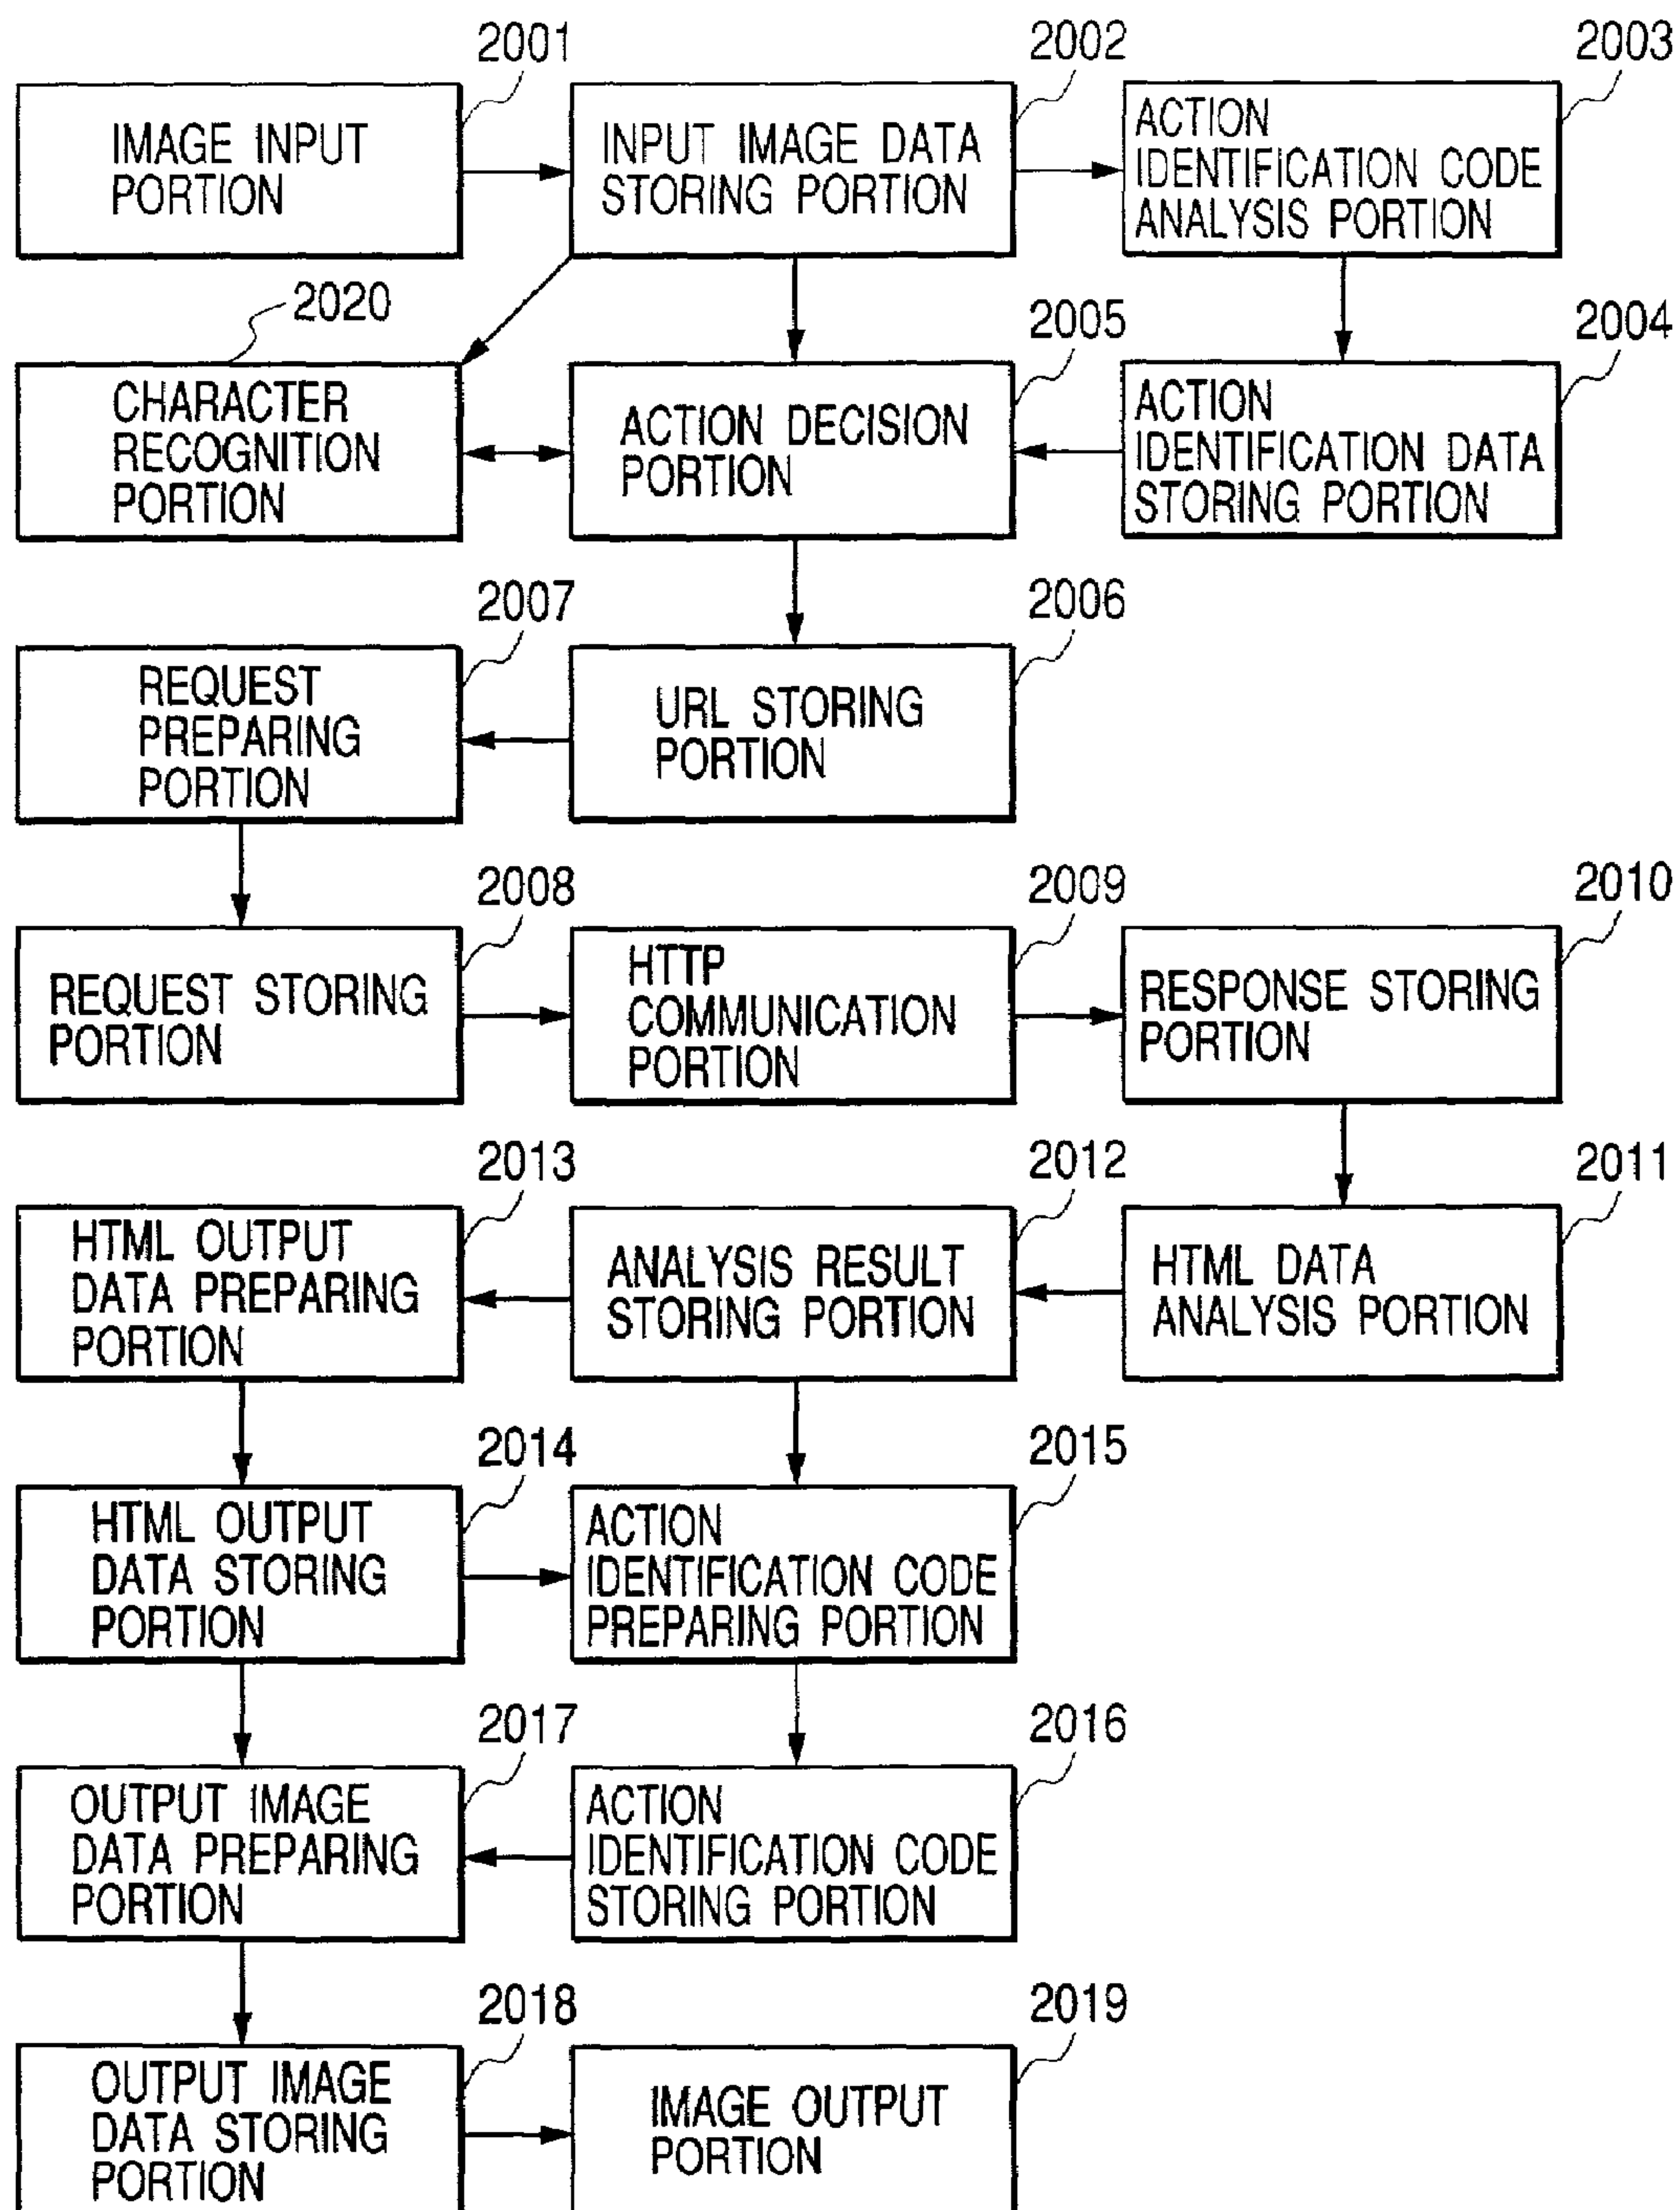 2001
2002
2003
IMAGE INPUT
PORTION
INPUT IMAGE DATA
STORING PORTION
ACTION
IDENTIFICATION CODE
ANALYSIS PORTION
2020
2005
2004
CHARACTER
RECOGNITION
PORTION
ACTION DECISION
PORTION
ACTION
IDENTIFICATION DATA
STORING PORTION
2007
2006
REQUEST
PREPARING
PORTION
URL STORING
PORTION
2008
2009
2010
REQUEST STORING
PORTION
HTTP
COMMUNICATION
PORTION
RESPONSE STORING
PORTION
2013
2012
2011
HTML OUTPUT
DATA PREPARING
PORTION
ANALYSIS RESULT
STORING PORTION
HTML DATA
ANALYSIS PORTION
2014
2015
HTML OUTPUT
DATA STORING
PORTION
ACTION
IDENTIFICATION CODE
PREPARING PORTION
2017
2016
OUTPUT IMAGE
DATA PREPARING
PORTION
ACTION
IDENTIFICATION CODE
STORING PORTION
2018
2019
OUTPUT IMAGE
DATA STORING
PORTION
IMAGE OUTPUT
PORTION